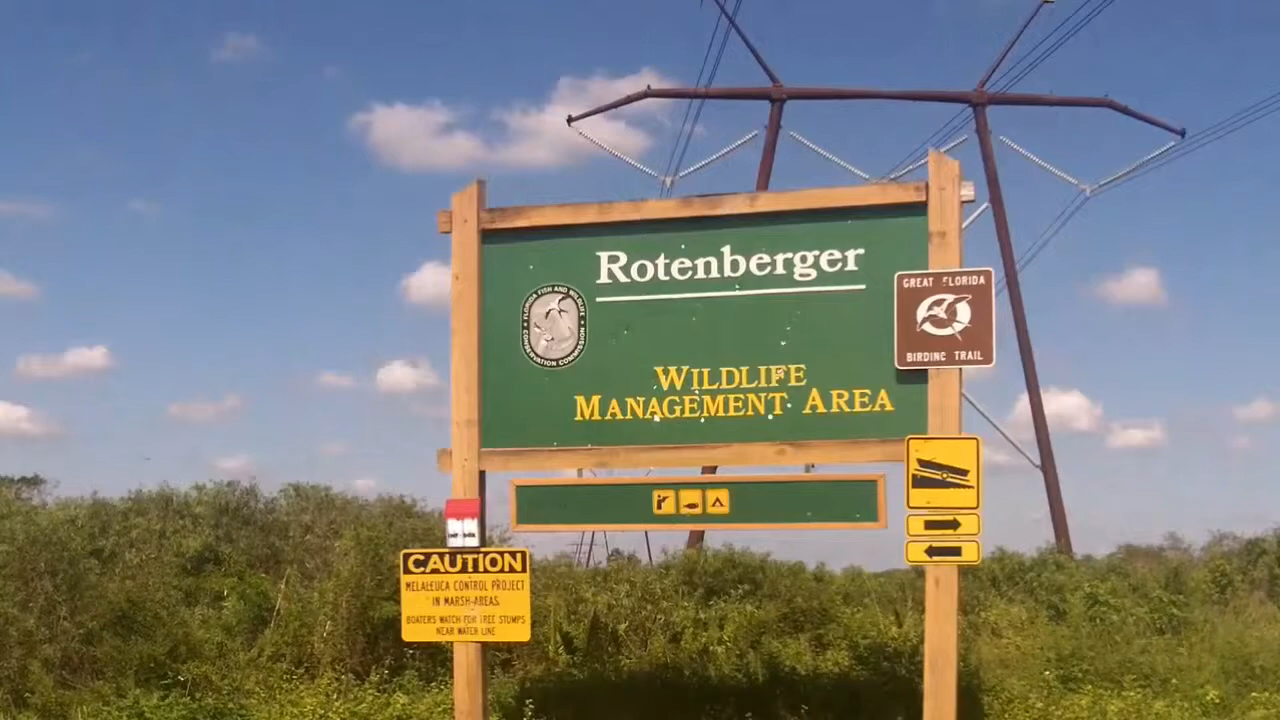 Rotenberger
FLORIDA FISH AND WILDLIFE
CONSERVATION COMMISSION
WILDLIFE
MANAGEMENT AREA
GREAT FLORIDA
BIRDING TRAIL
CAUTION
MELALEUCA CONTROL PROJECT
IN MARSH AREAS.
BOATERS WATCH FOR TREE STUMPS
NEAR WATER LINE